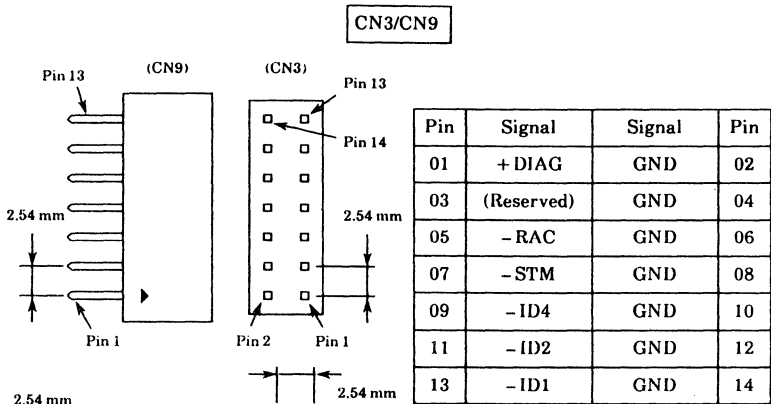 CN3/CN9
(CN9)
(CN3)
Pin 13
Pin 13
Pin 14
2.54 mm
2.54 mm
Pin 1
Pin 2
Pin 1
2.54 mm
2.54 mm
Pin Signal Signal Pin
01 +DIAG GND 02
03 (Reserved) GND 04
05 –RAC GND 06
07 –STM GND 08
09 –ID4 GND 10
11 –ID2 GND 12
13 –ID1 GND 14